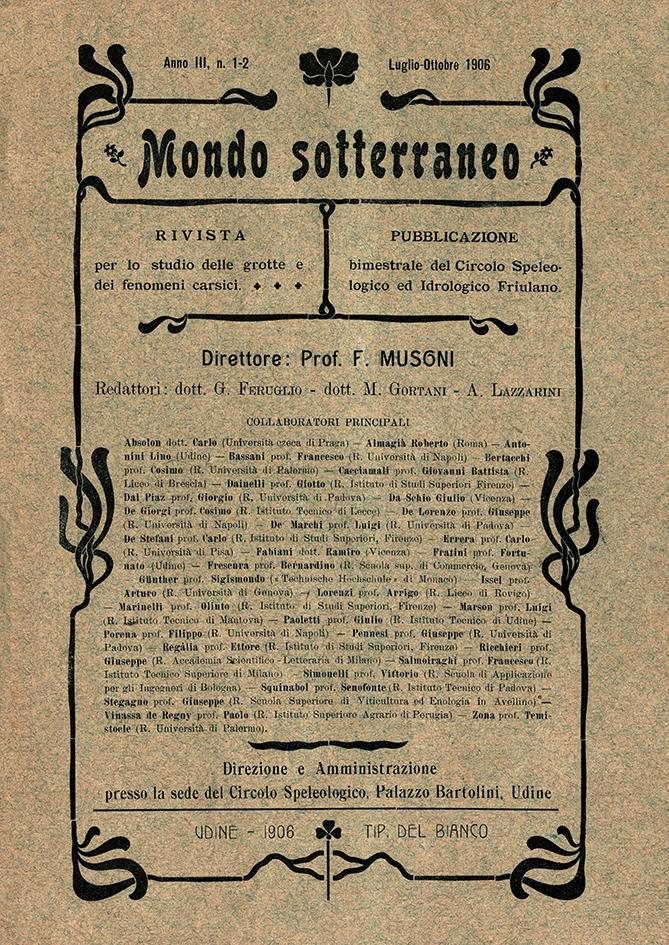 Anno III, n. 1-2
Luglio-Ottobre 1906
Mondo sotterraneo
RIVISTA
per lo studio delle grotte e
dei fenomeni carsici.
PUBBLICAZIONE
bimestrale del Circolo Speleo-
logico ed Idrologico Friulano.
Direttore: Prof. F. MUSONI
Redattori: dott. G. FERUGLIO - dott. M. GORTANI - A. LAZZARINI
COLLABORATORI PRINCIPALI
Absolon dott. Carlo (Università czeca di Praga) — Almagià Roberto (Roma) — Anto-
nini Lino (Udine) — Bassani prof. Francesco (R. Università di Napoli) — Bertacchi
prof. Cosimo (R. Università di Palermo) — Cacciamali prof. Giovanni Battista (R.
Liceo di Brescia) — Dainelli prof. Giotto (R. Istituto di Studi Superiori Firenze) —
Dal Piaz prof. Giorgio (R. Università di Padova) — Da Schio Giulio (Vicenza) —
De Giorgi prof. Cosimo (R. Istituto Tecnico di Lecce) — De Lorenzo prof. Giuseppe
(R. Università di Napoli) — De Marchi prof. Luigi (R. Università di Padova) —
De Stefani prof. Carlo (R. Istituto di Studi Superiori, Firenze) — Errera prof. Carlo
(R. Università di Pisa) — Fabiani dott. Ramiro (Vicenza) — Fratini prof. Fortu-
nato (Udine) — Frescura prof. Bernardino (R. Scuola sup. di Commercio, Genova)
— Günther prof. Sigismondo (« Technische Hochschule » di Monaco) — Issel prof.
Arturo (R. Università di Genova) — Lorenzi prof. Arrigo (R. Liceo di Rovigo)
— Marinelli prof. Olinto (R. Istituto di Studi Superiori, Firenze) — Marson prof. Luigi
(R. Istituto Tecnico di Mantova) — Paoletti prof. Giulio (R. Istituto Tecnico di Udine) —
Porena prof. Filippo (R. Università di Napoli) — Pennesi prof. Giuseppe (R. Università di
Padova) — Regàlia prof. Ettore (R. Istituto di Studi Superiori, Firenze) — Ricchieri prof.
Giuseppe (R. Accademia Scientifico - Letteraria di Milano) — Salmoiraghi prof. Francesco (R.
Istituto Tecnico Superiore di Milano) — Simonelli prof. Vittorio (R. Scuola di Applicazione
per gli Ingegneri di Bologna) — Squinabol prof. Senofonte (R. Istituto Tecnico di Padova) —
Stegagno prof. Giuseppe (R. Scuola Superiore di Viticultura ed Enologia in Avellino) —
Vinassa de Regny prof. Paolo (R. Istituto Superiore Agrario di Perugia) — Zona prof. Temi-
stocle (R. Università di Palermo).
Direzione e Amministrazione
presso la sede del Circolo Speleologico, Palazzo Bartolini, Udine
UDINE - 1906 TIP. DEL BIANCO